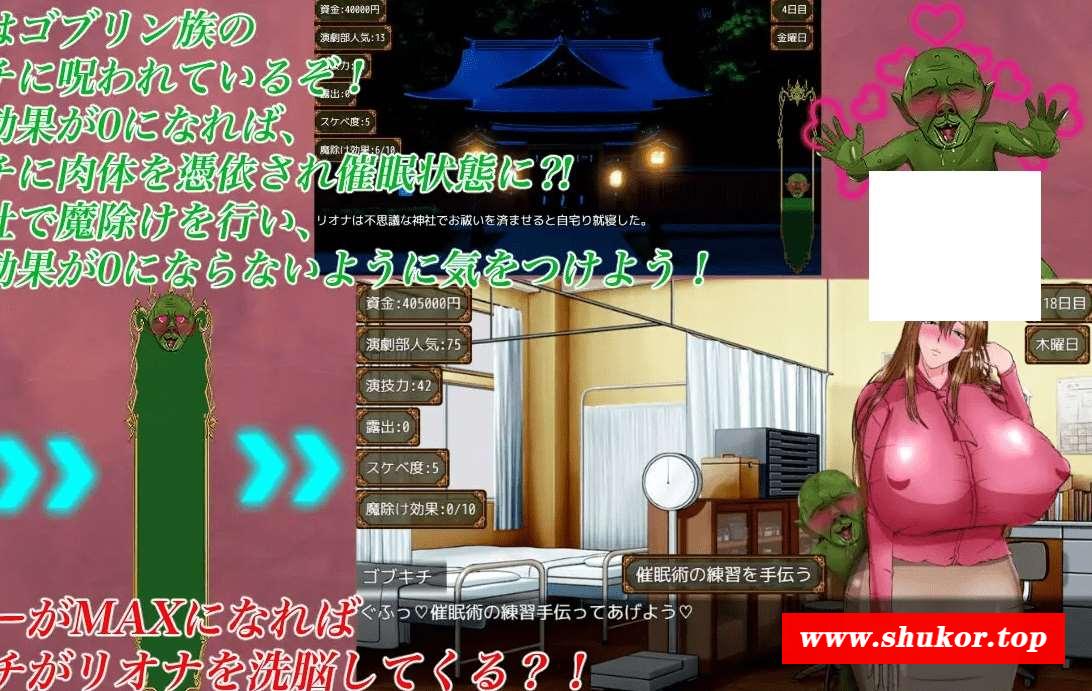 はゴブリン族の
チに呪われているぞ！
効果が0になれば、
チに肉体を憑依され催眠状態に?!
社で魔除けを行い、
効果が0にならないように気をつけよう！
資金:40000円
演劇部人気:13
力:
露出:0
スケベ度:5
魔除け効果:6/10
4日目
金曜日
リオナは不思議な神社でお祓いを済ませると自宅り就寝した。
資金:405000円
演劇部人気:75
演技力:42
露出:0
スケベ度:5
魔除け効果:0/10
18日目
木曜日
催眠術の練習を手伝う
ゴブキチ
ぐふっ♡催眠術の練習手伝ってあげよう♡
ーがMAXになれば
チがリオナを洗脳してくる？！
www.shukor.top